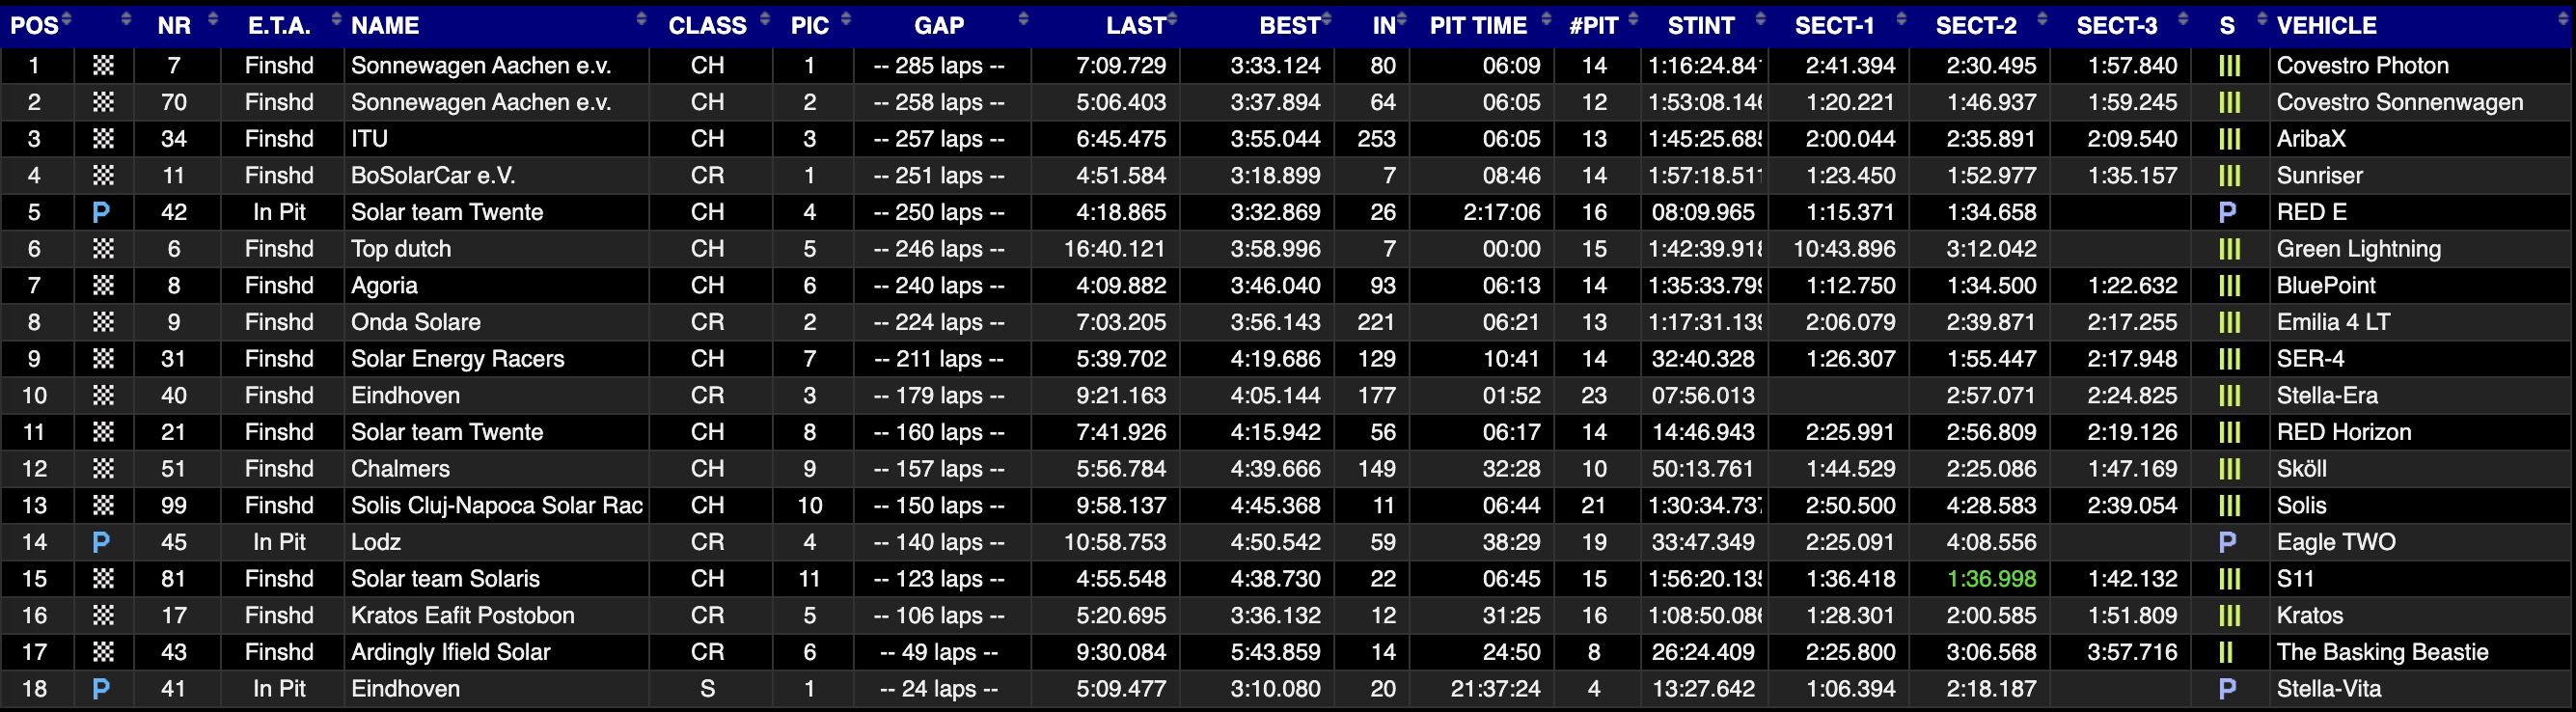 POS NR E.T.A. NAME CLASS PIC GAP LAST BEST IN PIT TIME #PIT STINT SECT-1 SECT-2 SECT-3 S VEHICLE
1 7 Finshd Sonnewagen Aachen e.v. CH 1 -- 285 laps -- 7:09.729 3:33.124 80 06:09 14 1:16:24.84 2:41.394 2:30.495 1:57.840 Covestro Photon
2 70 Finshd Sonnewagen Aachen e.v. CH 2 -- 258 laps -- 5:06.403 3:37.894 64 06:05 12 1:53:08.14 1:20.221 1:46.937 1:59.245 Covestro Sonnenwagen
3 34 Finshd ITU CH 3 -- 257 laps -- 6:45.475 3:55.044 253 06:05 13 1:45:25.68 2:00.044 2:35.891 2:09.540 AribaX
4 11 Finshd BoSolarCar e.V. CR 1 -- 251 laps -- 4:51.584 3:18.899 7 08:46 14 1:57:18.51 1:23.450 1:52.977 1:35.157 Sunriser
5 P 42 In Pit Solar team Twente CH 4 -- 250 laps -- 4:18.865 3:32.869 26 2:17:06 16 08:09.965 1:15.371 1:34.658 P RED E
6 6 Finshd Top dutch CH 5 -- 246 laps -- 16:40.121 3:58.996 7 00:00 15 1:42:39.91 10:43.896 3:12.042 Green Lightning
7 8 Finshd Agoria CH 6 -- 240 laps -- 4:09.882 3:46.040 93 06:13 14 1:35:33.79 1:12.750 1:34.500 1:22.632 BluePoint
8 9 Finshd Onda Solare CR 2 -- 224 laps -- 7:03.205 3:56.143 221 06:21 13 1:17:31.13 2:06.079 2:39.871 2:17.255 Emilia 4 LT
9 31 Finshd Solar Energy Racers CH 7 -- 211 laps -- 5:39.702 4:19.686 129 10:41 14 32:40.328 1:26.307 1:55.447 2:17.948 SER-4
10 40 Finshd Eindhoven CR 3 -- 179 laps -- 9:21.163 4:05.144 177 01:52 23 07:56.013 2:57.071 2:24.825 Stella-Era
11 21 Finshd Solar team Twente CH 8 -- 160 laps -- 7:41.926 4:15.942 56 06:17 14 14:46.943 2:25.991 2:56.809 2:19.126 RED Horizon
12 51 Finshd Chalmers CH 9 -- 157 laps -- 5:56.784 4:39.666 149 32:28 10 50:13.761 1:44.529 2:25.086 1:47.169 Sköll
13 99 Finshd Solis Cluj-Napoca Solar Rac CH 10 -- 150 laps -- 9:58.137 4:45.368 11 06:44 21 1:30:34.73 2:50.500 4:28.583 2:39.054 Solis
14 P 45 In Pit Lodz CR 4 -- 140 laps -- 10:58.753 4:50.542 59 38:29 19 33:47.349 2:25.091 4:08.556 P Eagle TWO
15 81 Finshd Solar team Solaris CH 11 -- 123 laps -- 4:55.548 4:38.730 22 06:45 15 1:56:20.13 1:36.418 1:36.998 1:42.132 S11
16 17 Finshd Kratos Eafit Postobon CR 5 -- 106 laps -- 5:20.695 3:36.132 12 31:25 16 1:08:50.08 1:28.301 2:00.585 1:51.809 Kratos
17 43 Finshd Ardingly Ifield Solar CR 6 -- 49 laps -- 9:30.084 5:43.859 14 24:50 8 26:24.409 2:25.800 3:06.568 3:57.716 The Basking Beastie
18 P 41 In Pit Eindhoven S 1 -- 24 laps -- 5:09.477 3:10.080 20 21:37:24 4 13:27.642 1:06.394 2:18.187 P Stella-Vita